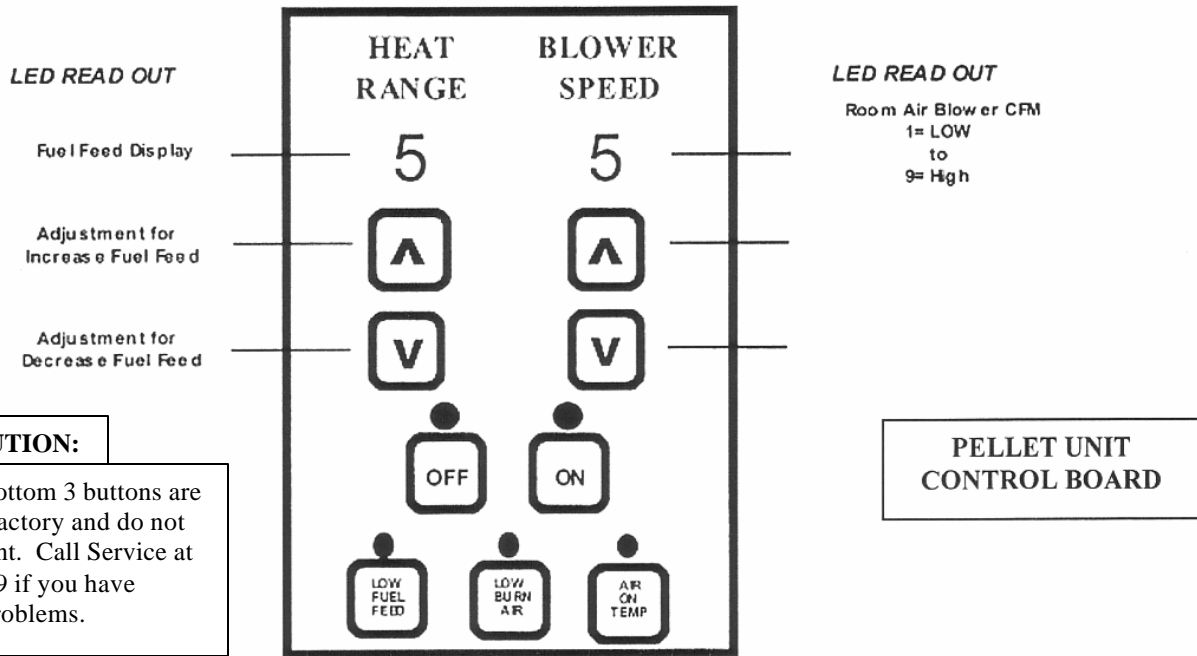 LED READ OUT
Fuel Feed Display
Adjustment for
Increase Fuel Feed
Adjustment for
Decrease Fuel Feed
UTION:
ottom 3 buttons are
actory and do not
nt. Call Service at
9 if you have
roblems.
HEAT
RANGE
5
BLOWER
SPEED
5
Λ
Λ
V
V
OFF
ON
LOW
FUEL
FEED
LOW
BURN
AIR
AIR
ON
TEMP
LED READ OUT
Room Air Blower CFM
1= LOW
to
9= High
PELLET UNIT
CONTROL BOARD